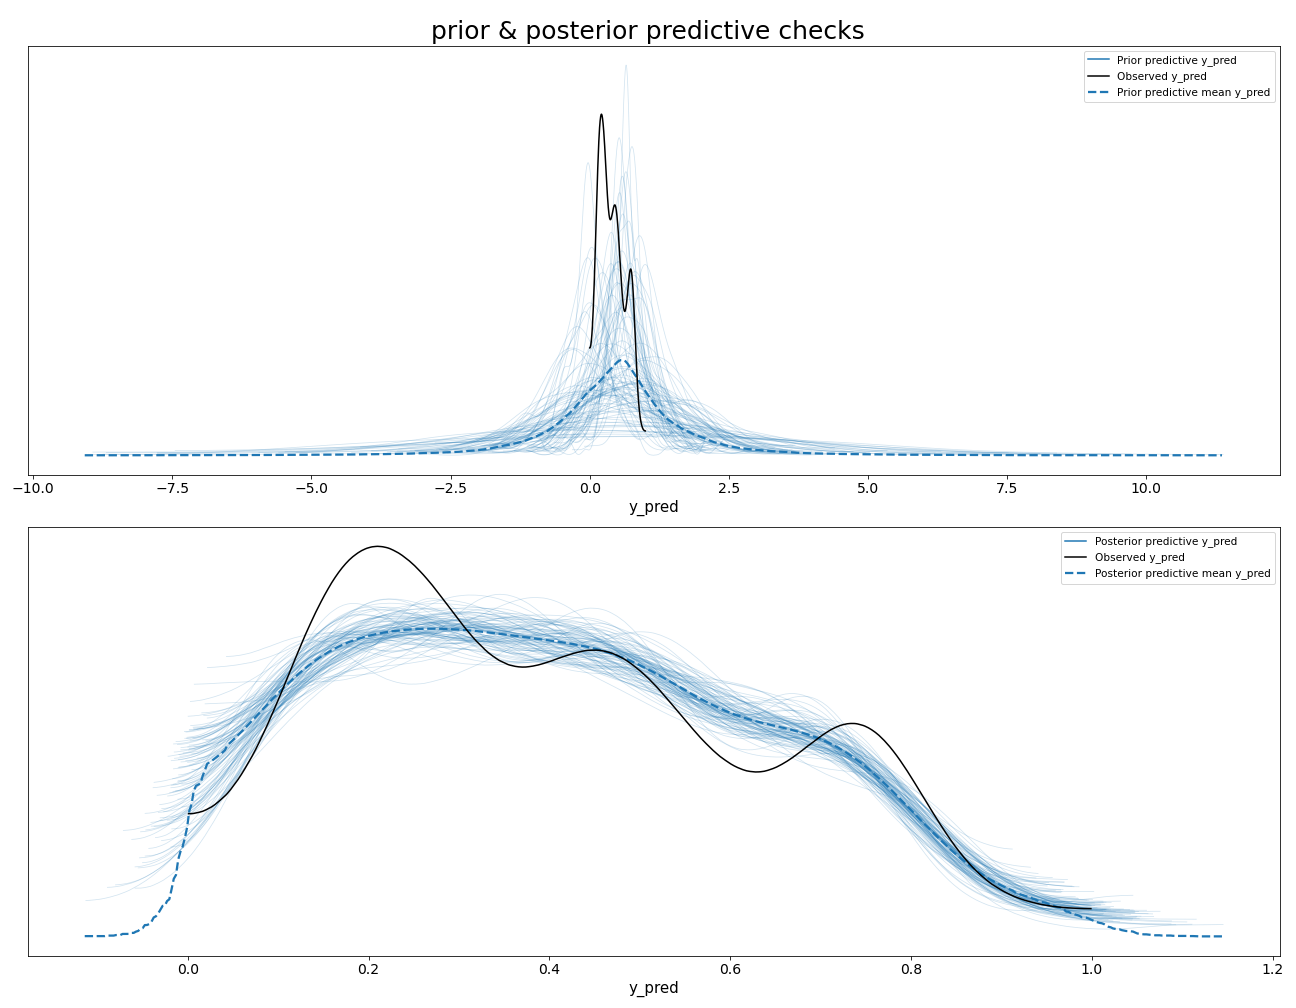 prior & posterior predictive checks
Prior predictive y_pred
Observed y_pred
Prior predictive mean y_pred
−10.0 −7.5 −5.0 −2.5 0.0 2.5 5.0 7.5 10.0
y_pred
Posterior predictive y_pred
Observed y_pred
Posterior predictive mean y_pred
0.0 0.2 0.4 0.6 0.8 1.0 1.2
y_pred